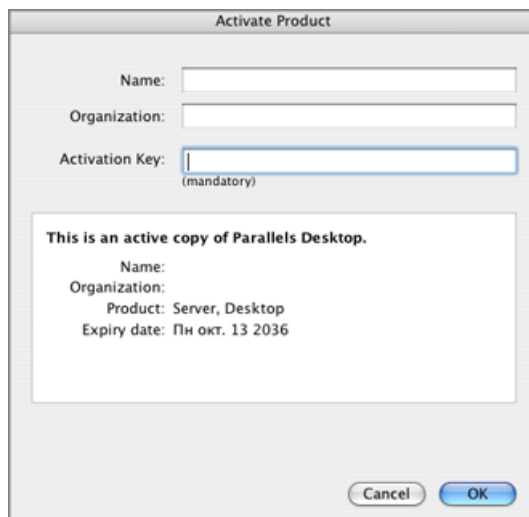 Activate Product
Name:
Organization:
Activation Key:
(mandatory)
This is an active copy of Parallels Desktop.
Name:
Organization:
Product: Server, Desktop
Expiry date: Пн окт. 13 2036
Cancel OK